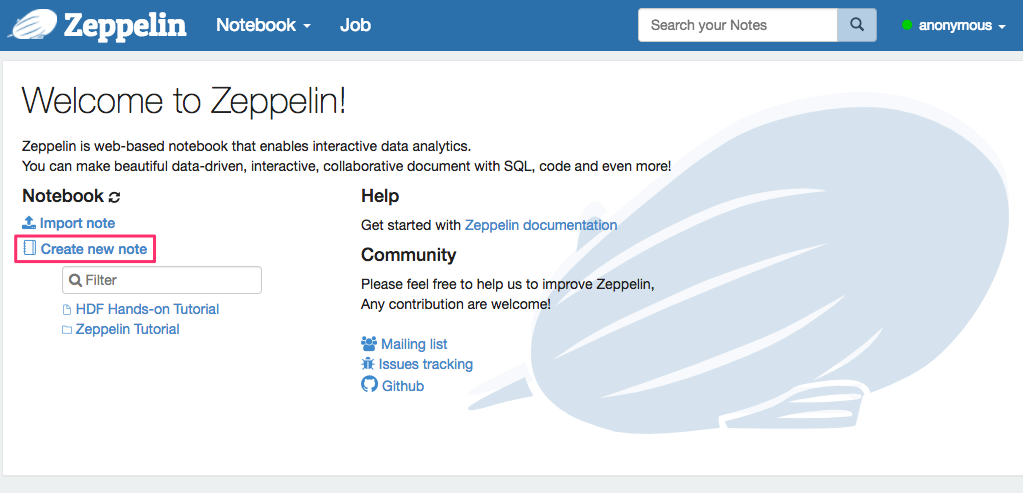 Zeppelin
Notebook
Job
Search your Notes
anonymous
Welcome to Zeppelin!
Zeppelin is web-based notebook that enables interactive data analytics.
You can make beautiful data-driven, interactive, collaborative document with SQL, code and even more!
Notebook
Import note
Create new note
Filter
HDF Hands-on Tutorial
Zeppelin Tutorial
Help
Get started with Zeppelin documentation
Community
Please feel free to help us to improve Zeppelin,
Any contribution are welcome!
Mailing list
Issues tracking
Github